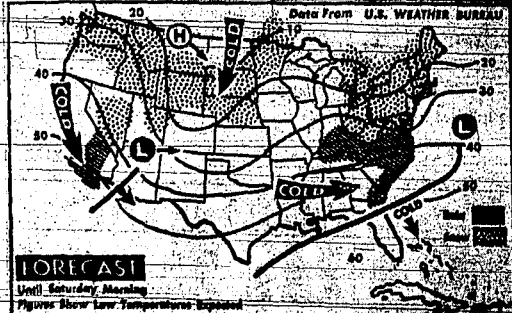 Data From U.S. WEATHER BUREAU
30
20
H
COLD
10
20
30
40
COLD
50
L
L
40
COLD
50
COLD
40
FORECAST
Until Saturday Morning
Figures Show Low Temperatures Expected